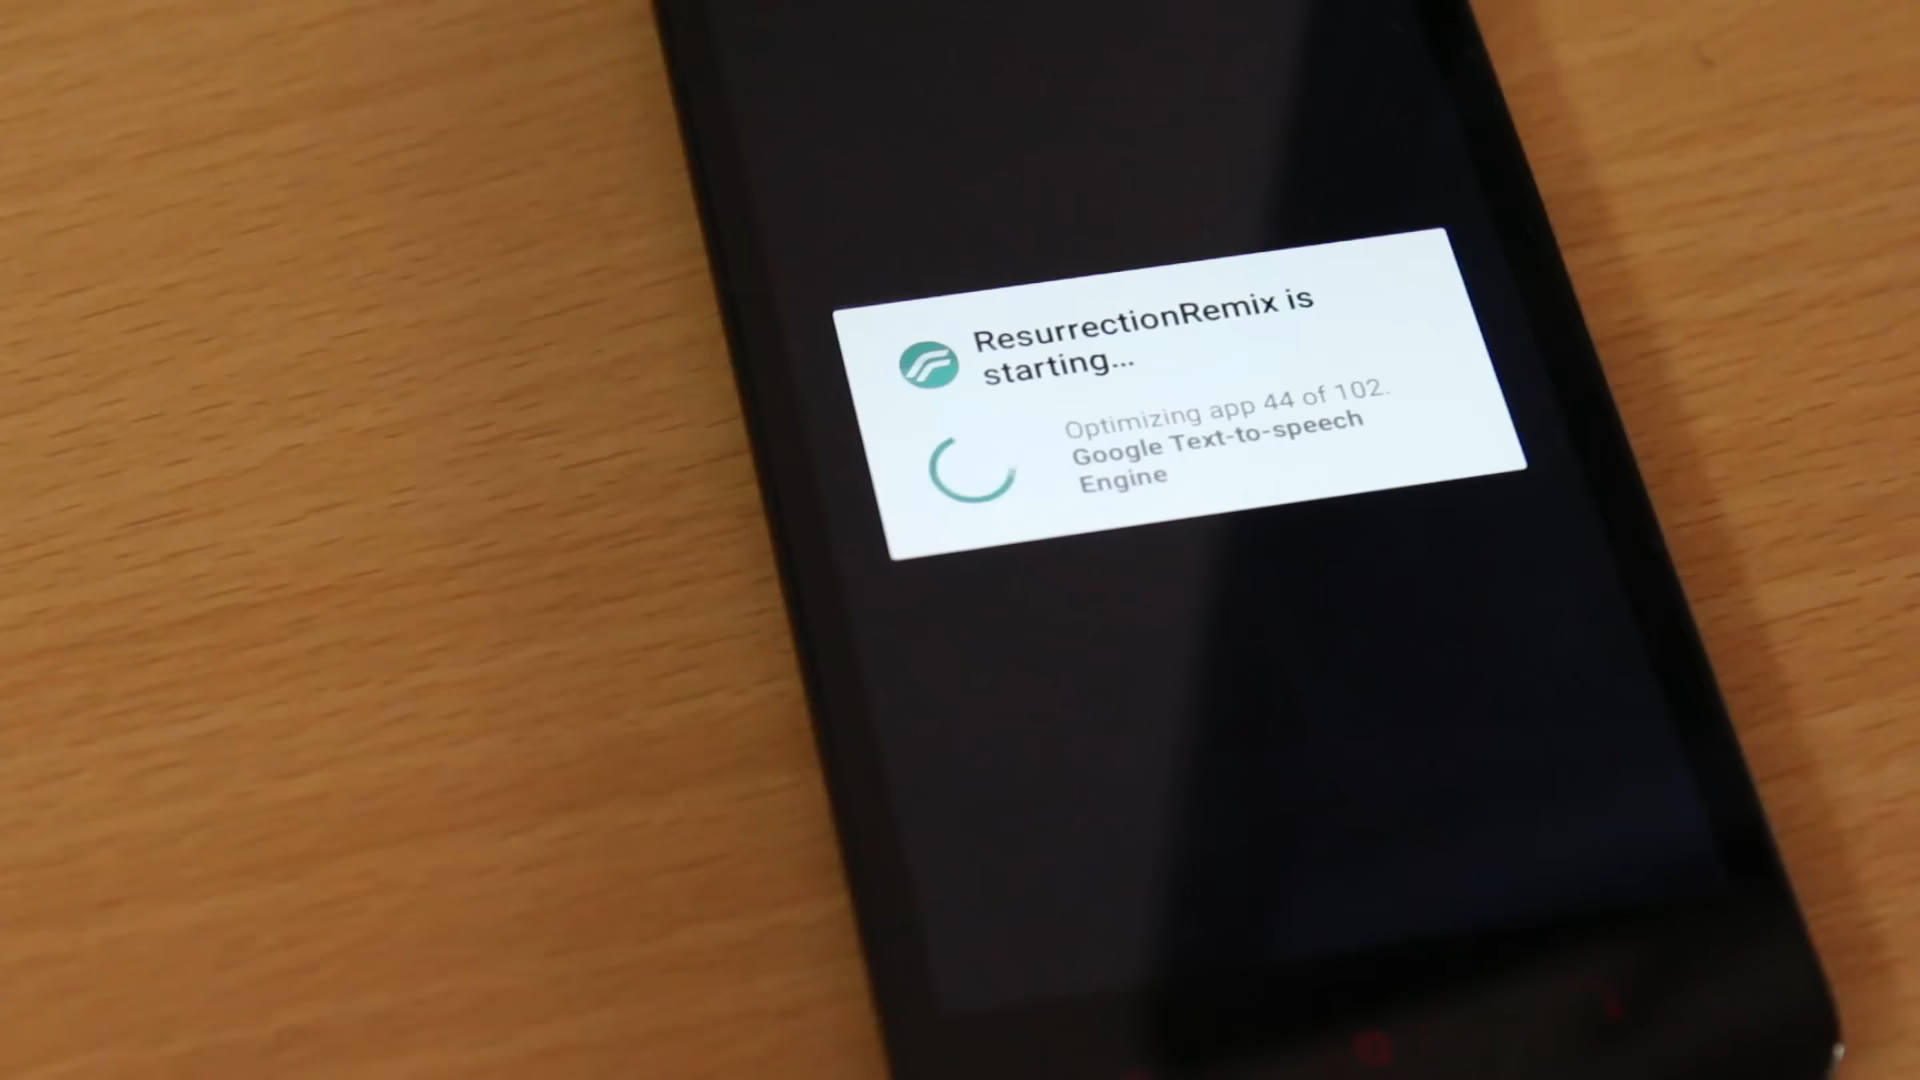 ResurrectionRemix is
starting...
Optimizing app 44 of 102.
Google Text-to-speech
Engine